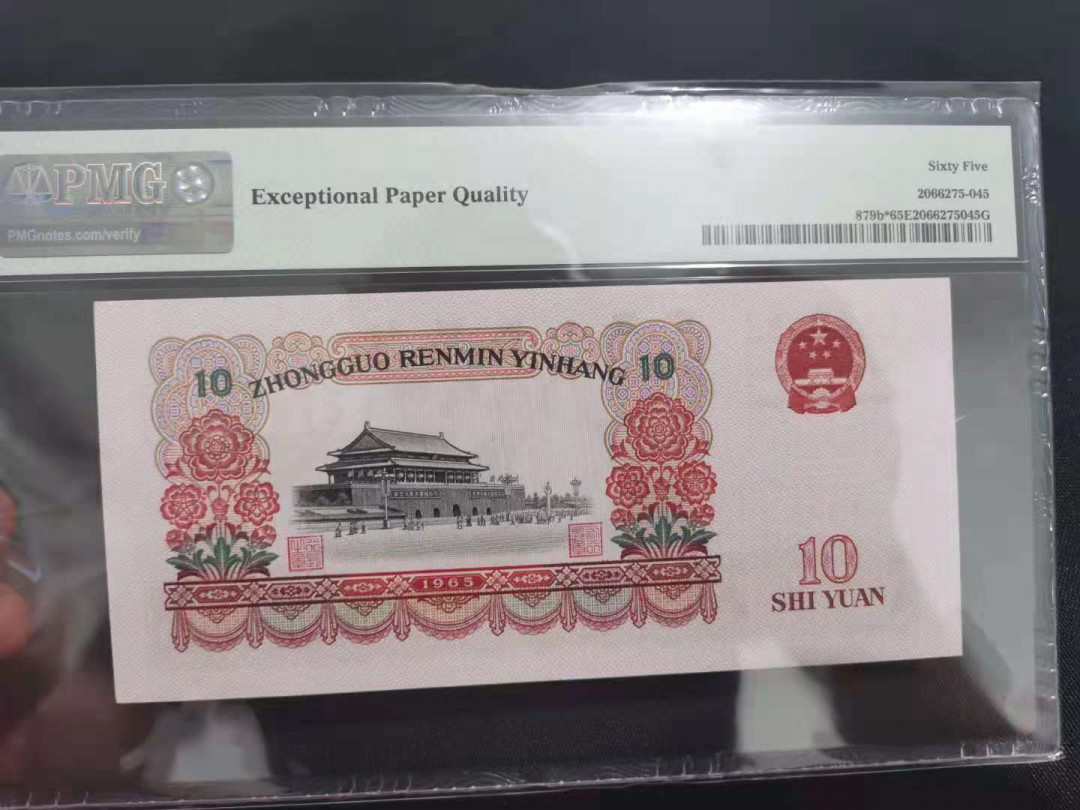 PMG
PMGnotes.com/verify
Exceptional Paper Quality
Sixty Five
2066275-045
879b*65E2066275045G
10 ZHONGGUO RENMIN YINHANG 10
1965
10
SHI YUAN